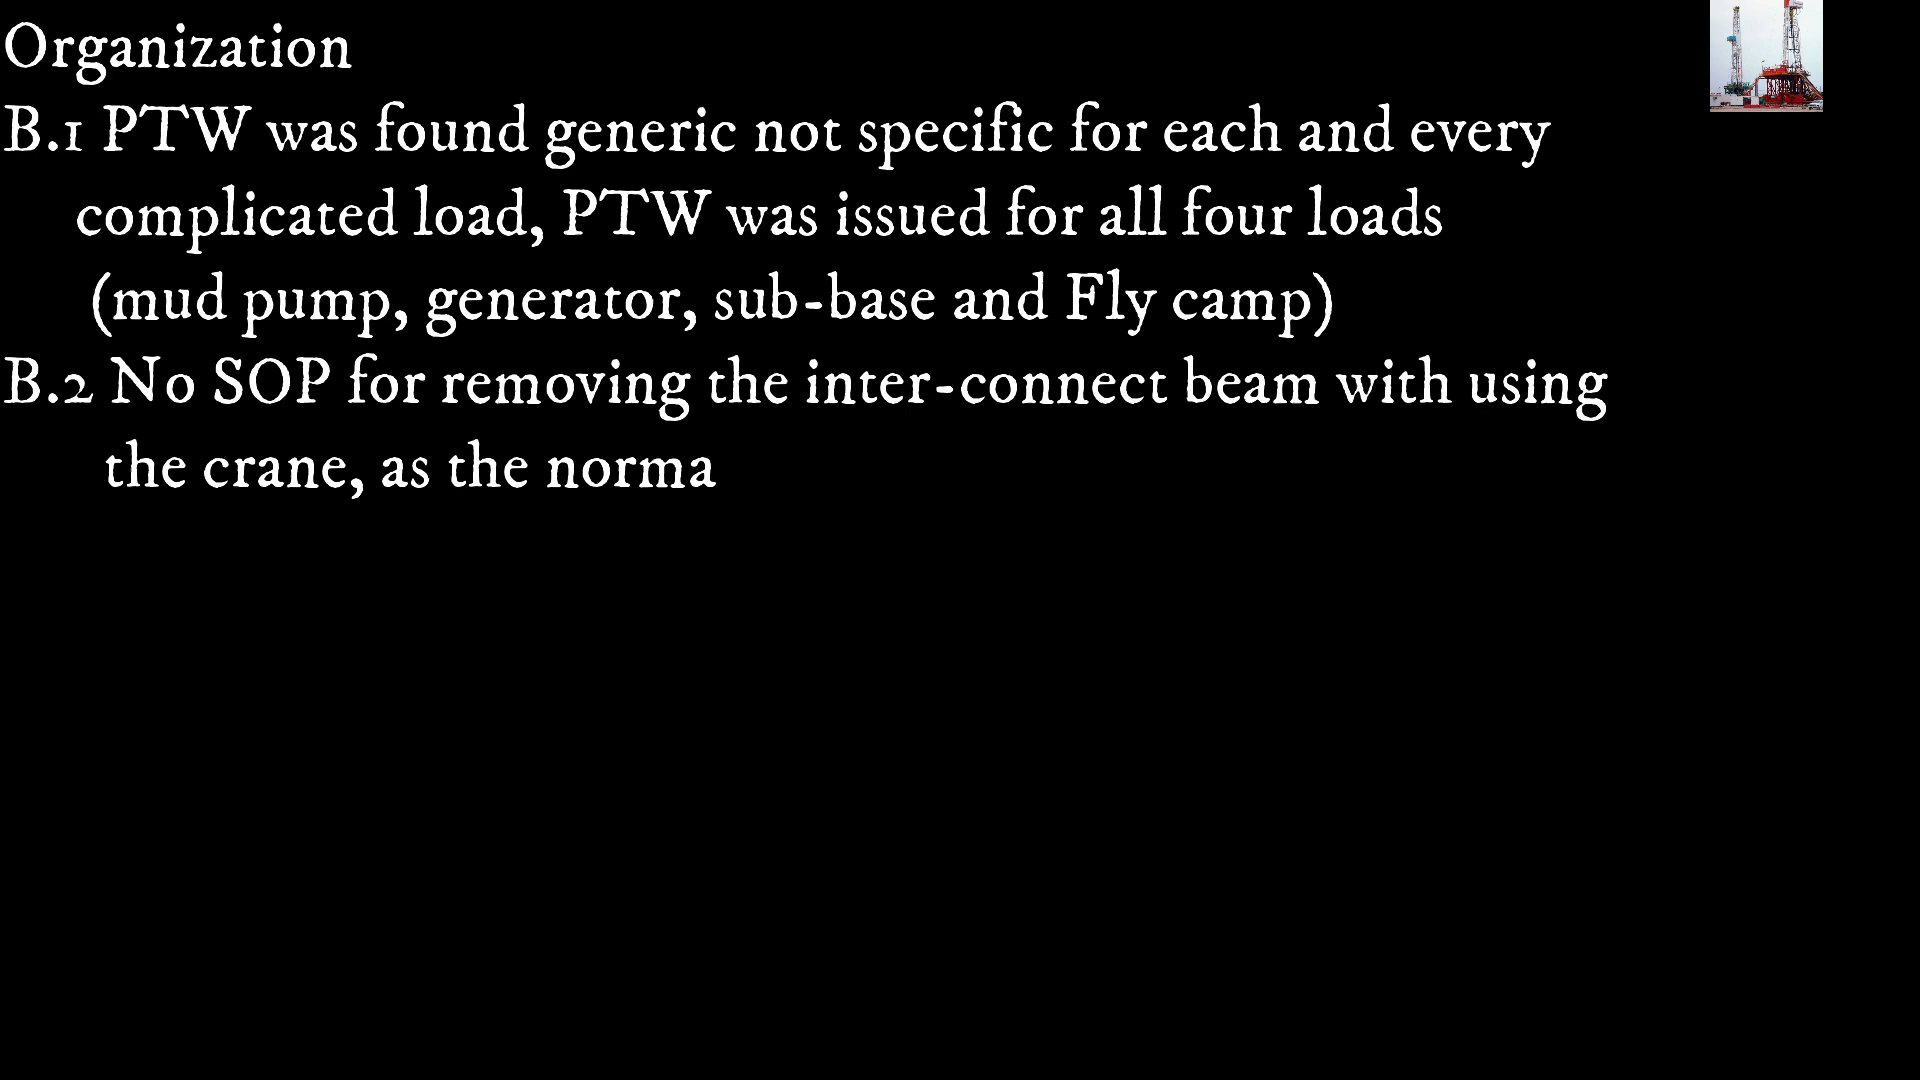 Organization
B.1 PTW was found generic not specific for each and every
complicated load, PTW was issued for all four loads
(mud pump, generator, sub-base and Fly camp)
B.2 No SOP for removing the inter-connect beam with using
the crane, as the norma